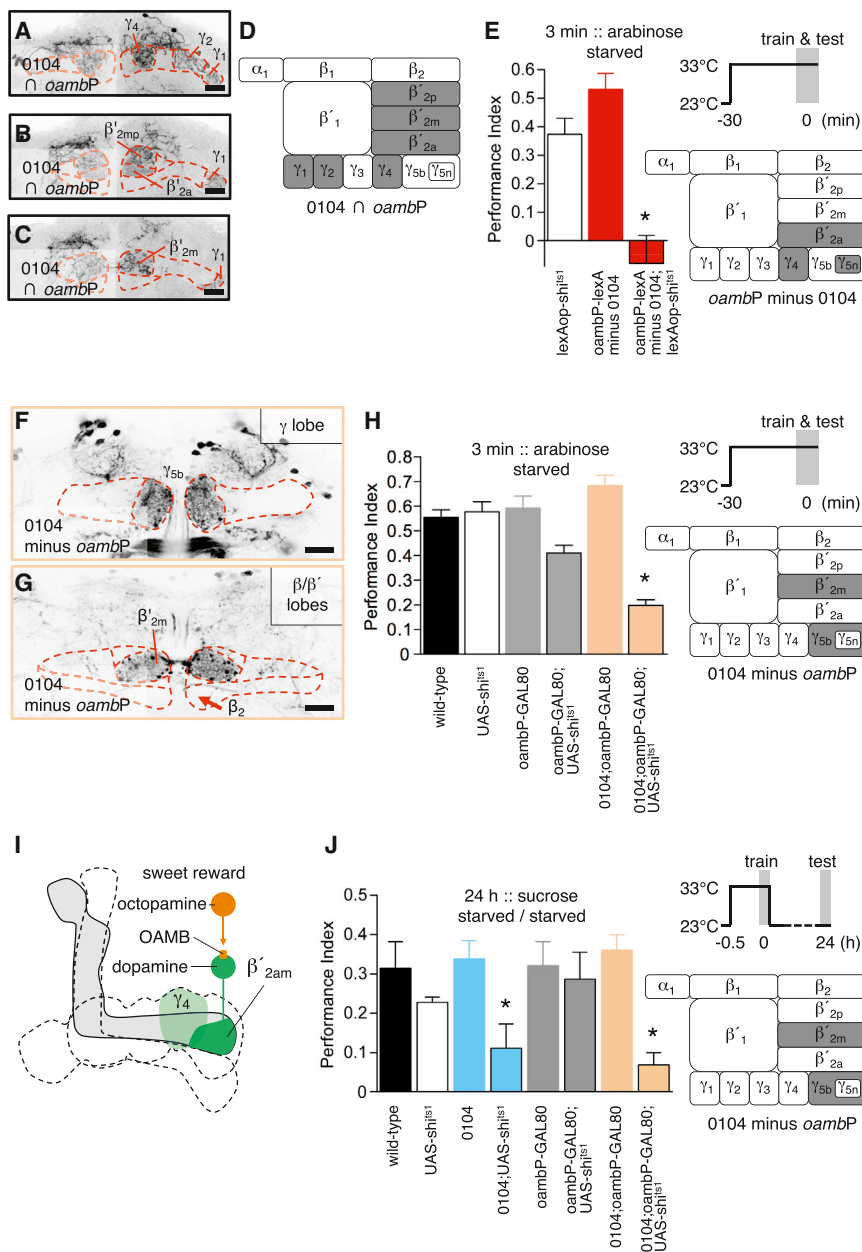 A
γ4
γ2
γ1
0104
∩ oambP
B
β´2mp
γ1
0104
∩ oambP
β´2a
C
β´2m
γ1
0104
∩ oambP
D
α1
β1
β2
β´1
β´2p
β´2m
β´2a
γ1
γ2
γ3
γ4
γ5b
γ5n
0104 ∩ oambP
E
3 min :: arabinose
starved
Performance Index
0.6
0.5
0.4
0.3
0.2
0.1
0
*
lexAop-shits1
oambP-lexA
minus 0104
oambP-lexA
minus 0104;
lexAop-shits1
train & test
33°C
23°C
-30
0
(min)
α1
β1
β2
β´1
β´2p
β´2m
β´2a
γ1
γ2
γ3
γ4
γ5b
γ5n
oambP minus 0104
F
γ lobe
γ5b
0104
minus oambP
G
β/β´
lobes
β´2m
0104
minus oambP
β2
H
3 min :: arabinose
starved
Performance Index
0.8
0.7
0.6
0.5
0.4
0.3
0.2
0.1
0
*
wild-type
UAS-shits1
oambP-GAL80
oambP-GAL80;
UAS-shits1
0104;oambP-GAL80
0104;oambP-GAL80;
UAS-shits1
train & test
33°C
23°C
-30
0
(min)
α1
β1
β2
β´1
β´2p
β´2m
β´2a
γ1
γ2
γ3
γ4
γ5b
γ5n
0104 minus oambP
I
sweet reward
octopamine
OAMB
dopamine
β´2am
γ4
J
24 h :: sucrose
starved / starved
Performance Index
0.5
0.4
0.3
0.2
0.1
0
*
*
wild-type
UAS-shits1
0104
0104;UAS-shits1
oambP-GAL80
oambP-GAL80;
UAS-shits1
0104;oambP-GAL80
0104;oambP-GAL80;
UAS-shits1
train
test
33°C
23°C
-0.5
0
24 (h)
α1
β1
β2
β´1
β´2p
β´2m
β´2a
γ1
γ2
γ3
γ4
γ5b
γ5n
0104 minus oambP